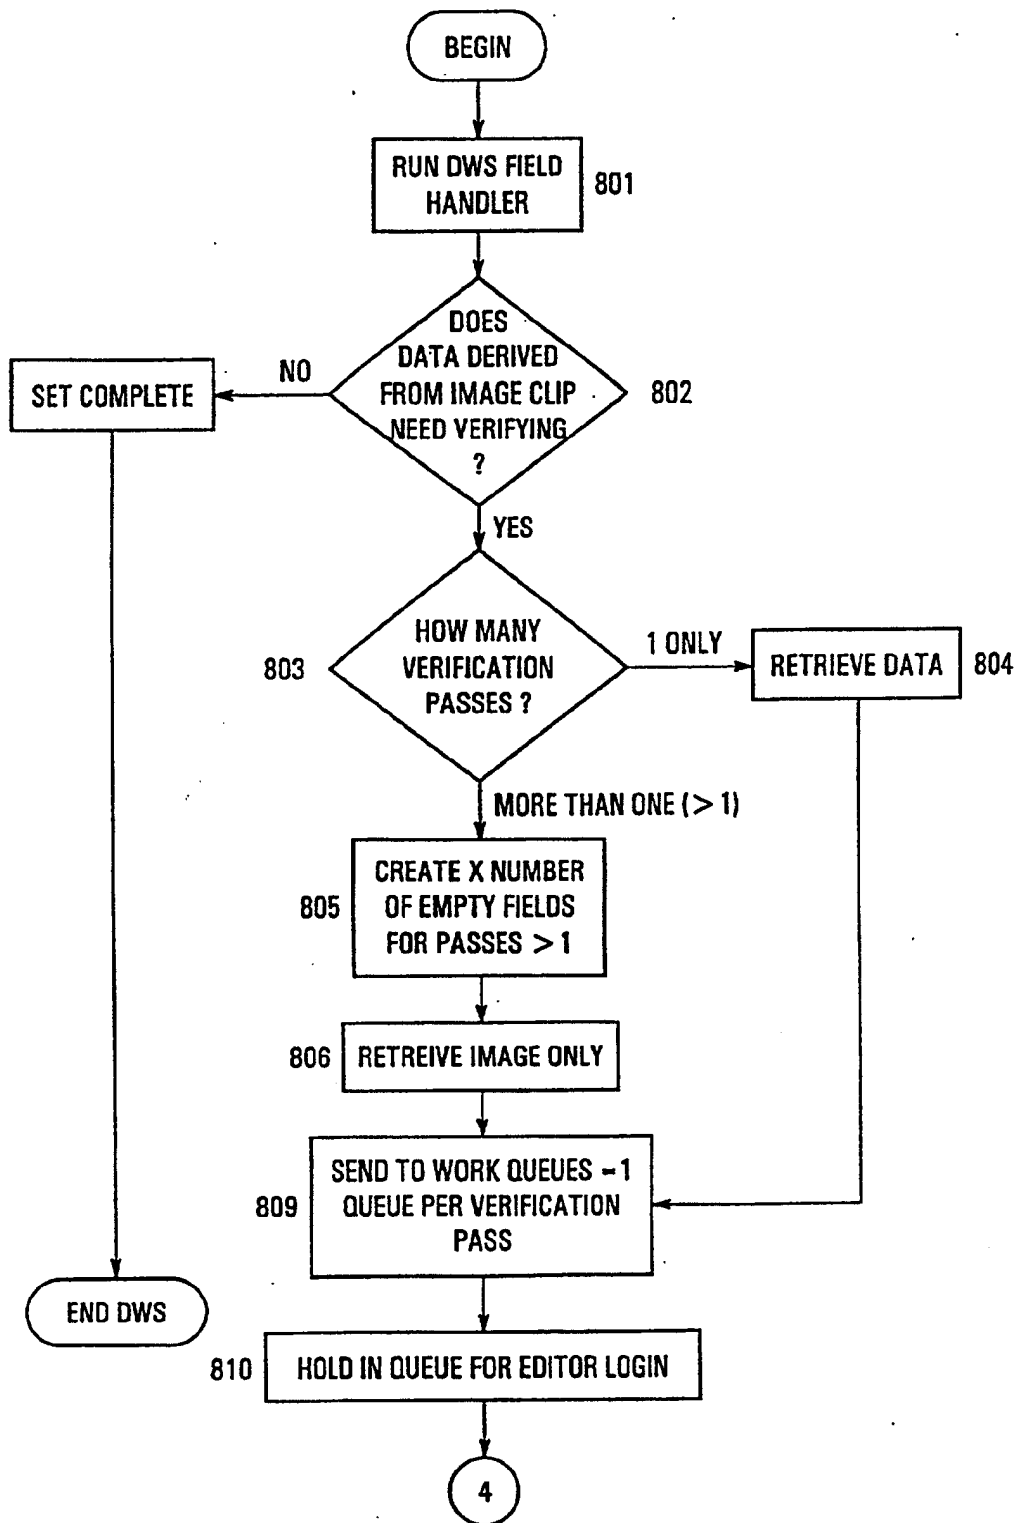 BEGIN
RUN DWS FIELD
HANDLER
801
DOES
DATA DERIVED
FROM IMAGE CLIP
NEED VERIFYING
?
802
NO
SET COMPLETE
YES
HOW MANY
VERIFICATION
PASSES ?
803
1 ONLY
RETRIEVE DATA
804
MORE THAN ONE (> 1)
CREATE X NUMBER
OF EMPTY FIELDS
FOR PASSES > 1
805
806
RETREIVE IMAGE ONLY
SEND TO WORK QUEUES - 1
QUEUE PER VERIFICATION
PASS
809
END DWS
810
HOLD IN QUEUE FOR EDITOR LOGIN
4